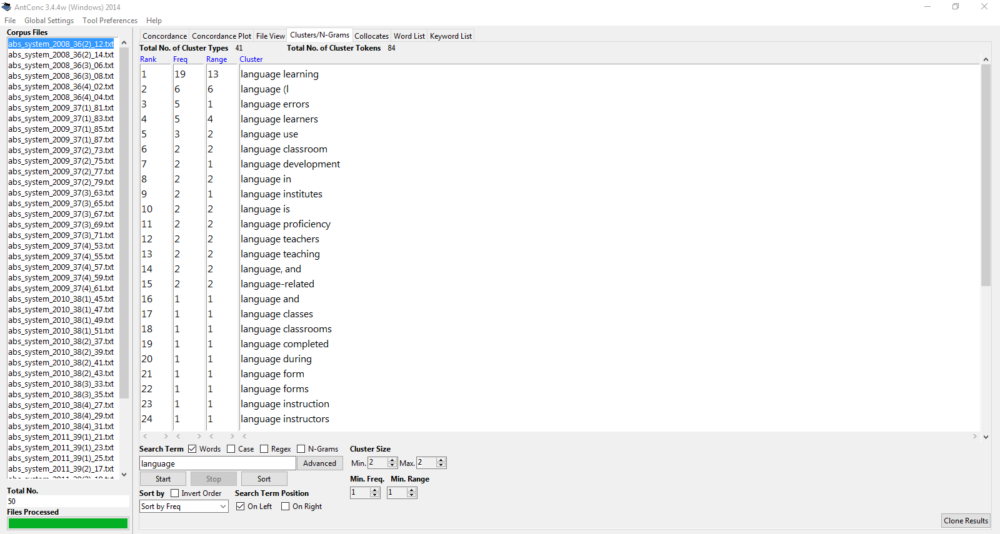 AntConc 3.4.4w (Windows) 2014
File Global Settings Tool Preferences Help
Corpus Files
abs_system_2008_36(2)_12.txt
abs_system_2008_36(2)_14.txt
abs_system_2008_36(3)_06.txt
abs_system_2008_36(3)_08.txt
abs_system_2008_36(4)_02.txt
abs_system_2008_36(4)_04.txt
abs_system_2009_37(1)_81.txt
abs_system_2009_37(1)_83.txt
abs_system_2009_37(1)_85.txt
abs_system_2009_37(1)_87.txt
abs_system_2009_37(2)_73.txt
abs_system_2009_37(2)_75.txt
abs_system_2009_37(2)_77.txt
abs_system_2009_37(2)_79.txt
abs_system_2009_37(3)_63.txt
abs_system_2009_37(3)_65.txt
abs_system_2009_37(3)_67.txt
abs_system_2009_37(3)_69.txt
abs_system_2009_37(3)_71.txt
abs_system_2009_37(4)_53.txt
abs_system_2009_37(4)_55.txt
abs_system_2009_37(4)_57.txt
abs_system_2009_37(4)_59.txt
abs_system_2009_37(4)_61.txt
abs_system_2010_38(1)_45.txt
abs_system_2010_38(1)_47.txt
abs_system_2010_38(1)_49.txt
abs_system_2010_38(1)_51.txt
abs_system_2010_38(2)_37.txt
abs_system_2010_38(2)_39.txt
abs_system_2010_38(2)_41.txt
abs_system_2010_38(2)_43.txt
abs_system_2010_38(3)_33.txt
abs_system_2010_38(3)_35.txt
abs_system_2010_38(4)_27.txt
abs_system_2010_38(4)_29.txt
abs_system_2010_38(4)_31.txt
abs_system_2011_39(1)_21.txt
abs_system_2011_39(1)_23.txt
abs_system_2011_39(1)_25.txt
abs_system_2011_39(2)_17.txt
Total No.
50
Files Processed
Concordance Concordance Plot File View Clusters/N-Grams Collocates Word List Keyword List
Total No. of Cluster Types 41 Total No. of Cluster Tokens 84
Rank Freq Range Cluster
1 19 13 language learning
2 6 6 language (l
3 5 1 language errors
4 5 4 language learners
5 3 2 language use
6 2 2 language classroom
7 2 1 language development
8 2 2 language in
9 2 1 language institutes
10 2 2 language is
11 2 2 language proficiency
12 2 2 language teachers
13 2 2 language teaching
14 2 2 language, and
15 2 2 language-related
16 1 1 language and
17 1 1 language classes
18 1 1 language classrooms
19 1 1 language completed
20 1 1 language during
21 1 1 language form
22 1 1 language forms
23 1 1 language instruction
24 1 1 language instructors
Search Term Words Case Regex N-Grams Cluster Size
language Advanced Min. 2 Max. 2
Start Stop Sort
Min. Freq. Min. Range
1 1
Sort by Invert Order Search Term Position
Sort by Freq On Left On Right
Clone Results